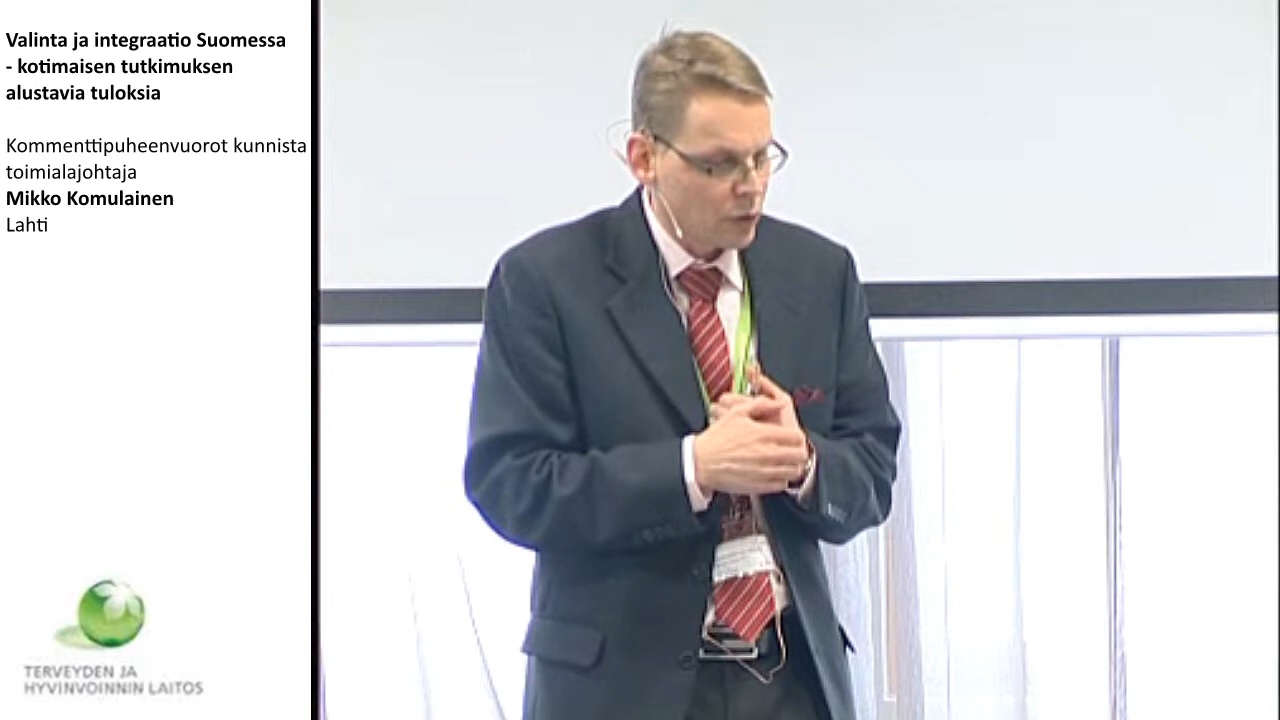 Valinta ja integraatio Suomessa
- kotimaisen tutkimuksen
alustavia tuloksia
Kommenttipuheenvuorot kunnista
toimialajohtaja
Mikko Komulainen
Lahti
TERVEYDEN JA
HYVINVOINNIN LAITOS